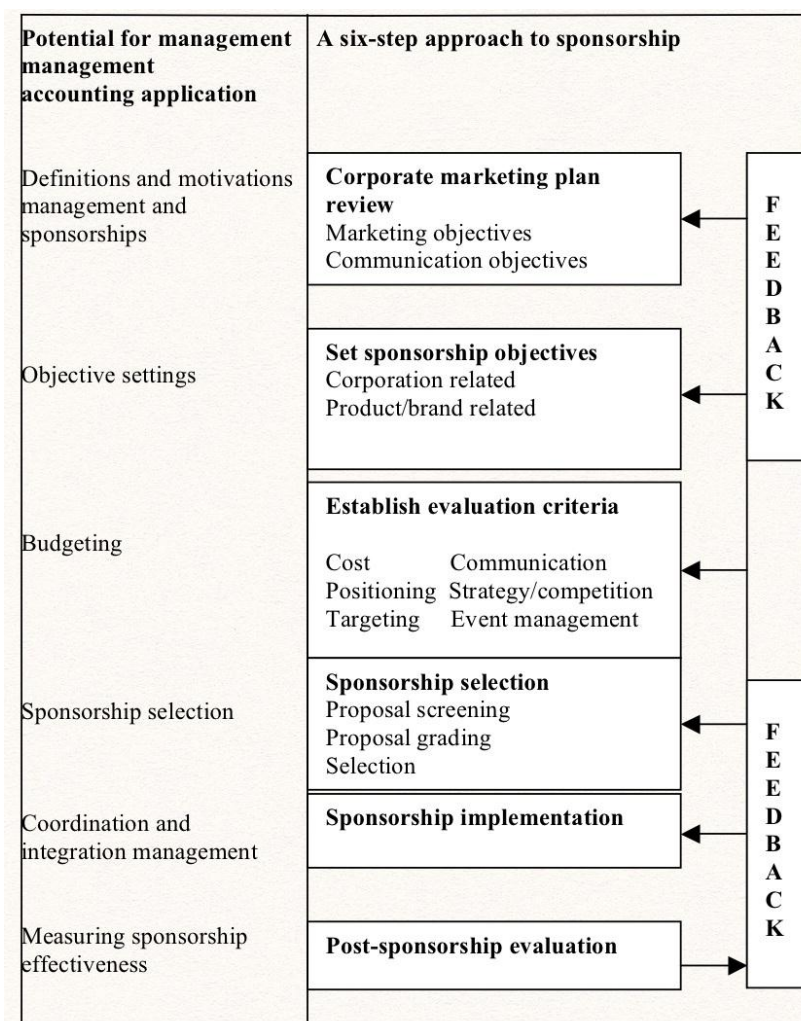 Potential for management
management
accounting application
A six-step approach to sponsorship
Definitions and motivations
management and
sponsorships
Corporate marketing plan
review
Marketing objectives
Communication objectives
Objective settings
Set sponsorship objectives
Corporation related
Product/brand related
F
E
E
D
B
A
C
K
Budgeting
Establish evaluation criteria
Cost Communication
Positioning Strategy/competition
Targeting Event management
Sponsorship selection
Sponsorship selection
Proposal screening
Proposal grading
Selection
Coordination and
integration management
Sponsorship implementation
Measuring sponsorship
effectiveness
Post-sponsorship evaluation
F
E
E
D
B
A
C
K